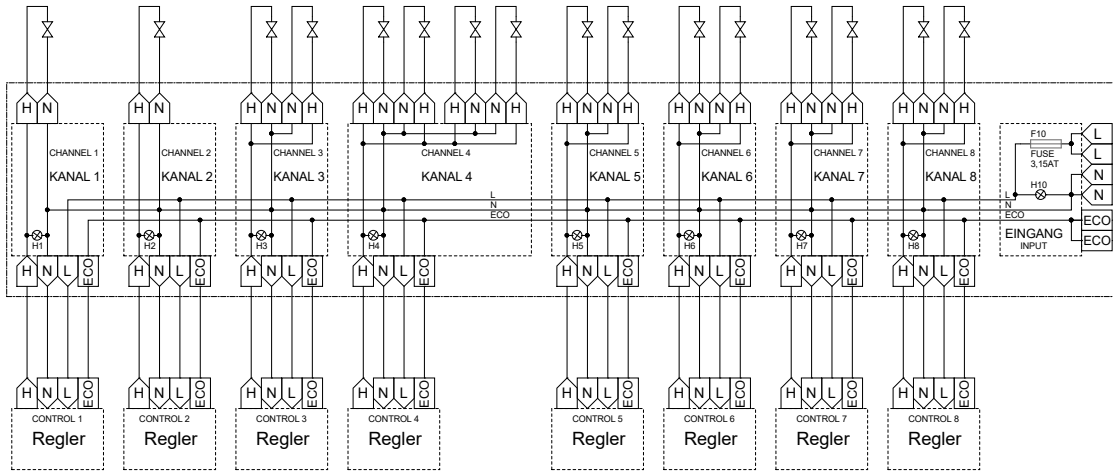 H N H N H N N H H N N H H N N H H N N H H N N H H N N H H N N H
CHANNEL 1
KANAL 1
CHANNEL 2
KANAL 2
CHANNEL 3
KANAL 3
CHANNEL 4
KANAL 4
CHANNEL 5
KANAL 5
CHANNEL 6
KANAL 6
CHANNEL 7
KANAL 7
CHANNEL 8
KANAL 8
F10
FUSE
3,15AT
H10
L
L
N
N
ECO
ECO
EINGANG
INPUT
L
N
ECO
L
N
ECO
H1
H2
H3
H4
H5
H6
H7
H8
H N L ECO H N L ECO H N L ECO H N L ECO H N L ECO H N L ECO H N L ECO H N L ECO
H N L ECO H N L ECO H N L ECO H N L ECO H N L ECO H N L ECO H N L ECO H N L ECO
CONTROL 1
Regler
CONTROL 2
Regler
CONTROL 3
Regler
CONTROL 4
Regler
CONTROL 5
Regler
CONTROL 6
Regler
CONTROL 7
Regler
CONTROL 8
Regler